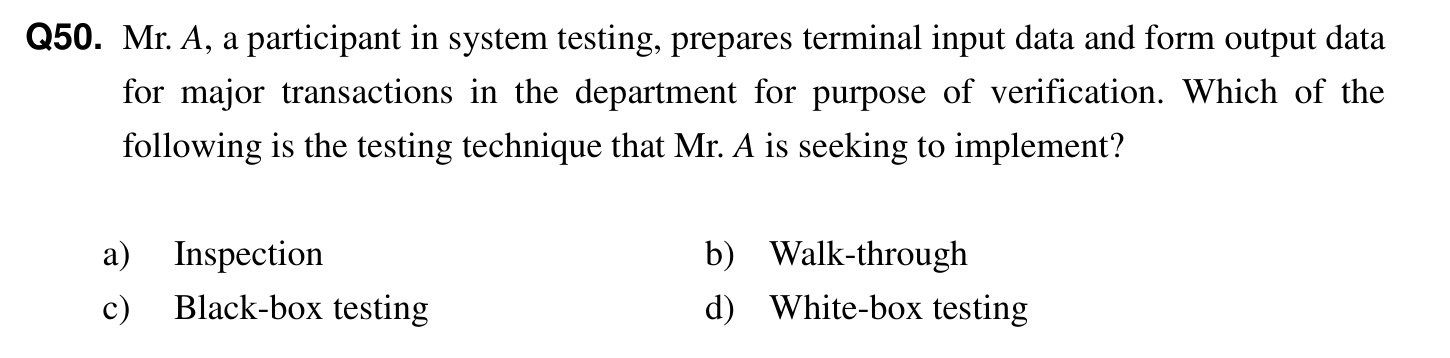 Q50. Mr. A, a participant in system testing, prepares terminal input data and form output data
for major transactions in the department for purpose of verification. Which of the
following is the testing technique that Mr. A is seeking to implement?
a) Inspection b) Walk-through
c) Black-box testing d) White-box testing